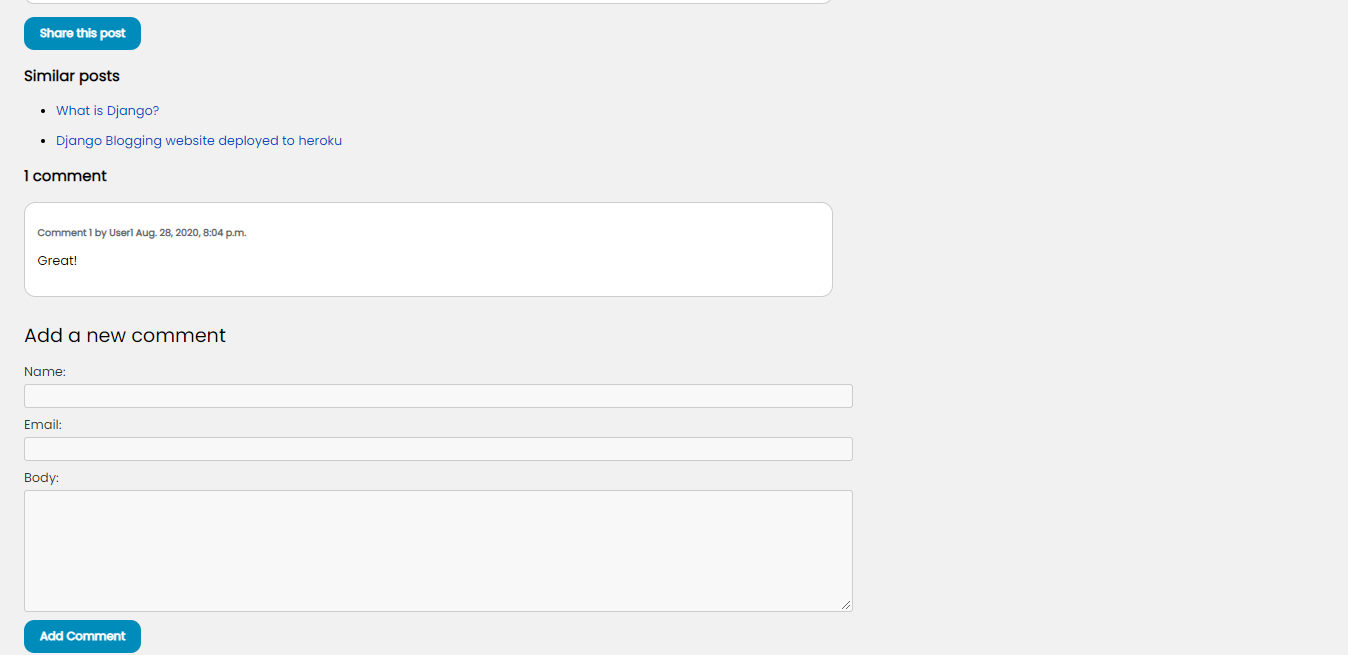 Share this post
Similar posts
What is Django?
Django Blogging website deployed to heroku
1 comment
Comment 1 by User1 Aug. 28, 2020, 8:04 p.m.
Great!
Add a new comment
Name:
Email:
Body:
Add Comment